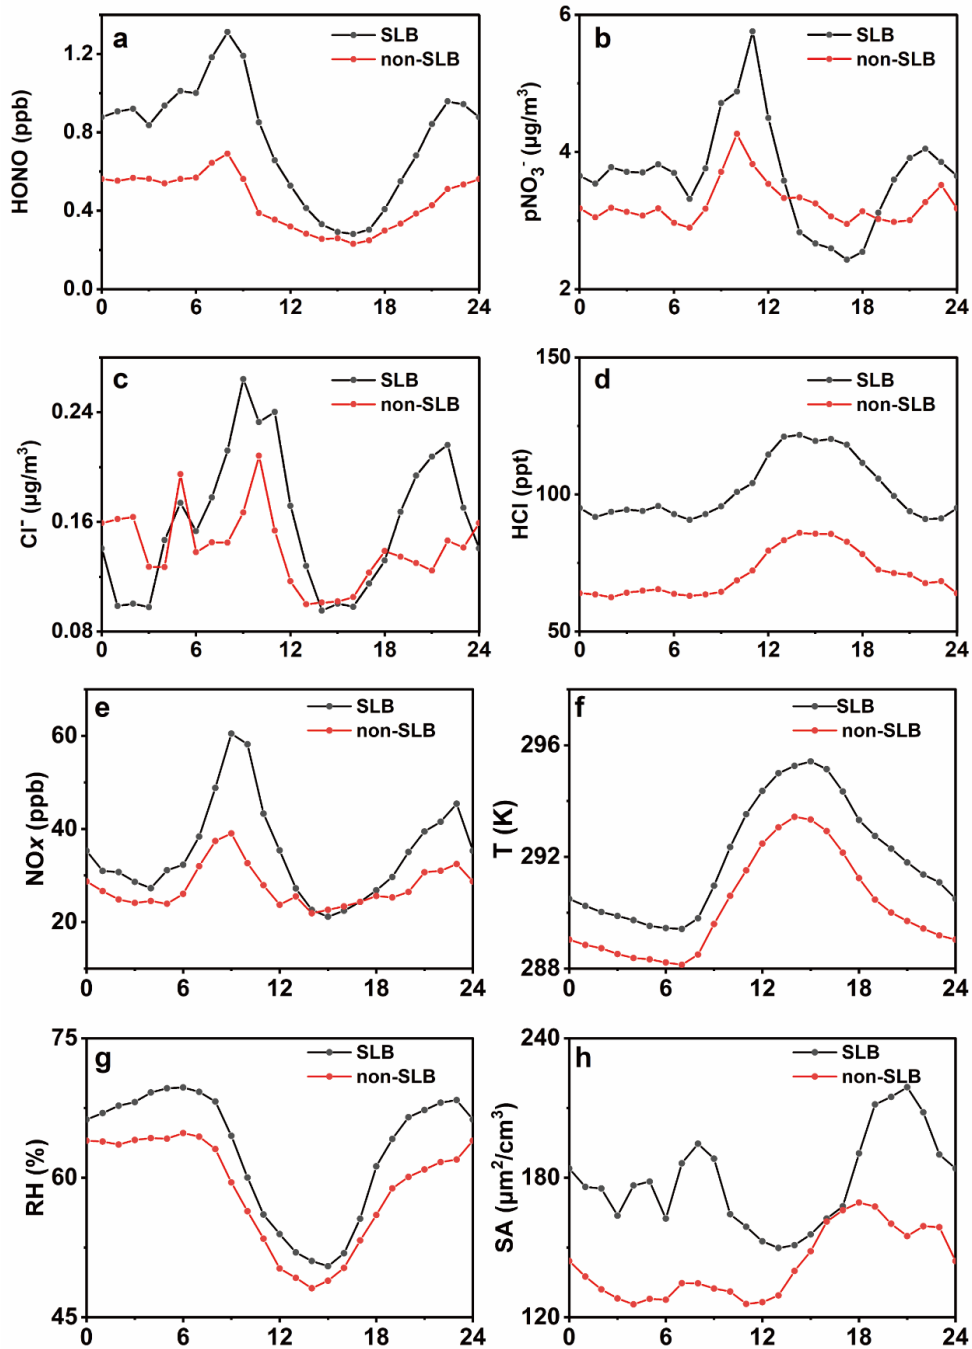 a
SLB
non-SLB
HONO (ppb)
1.2
0.8
0.4
0.0
0 6 12 18 24
b
SLB
non-SLB
pNO₃⁻ (μg/m³)
6
4
2
0 6 12 18 24
c
SLB
non-SLB
Cl⁻ (μg/m³)
0.24
0.16
0.08
0 6 12 18 24
d
SLB
non-SLB
HCl (ppt)
150
100
50
0 6 12 18 24
e
SLB
non-SLB
NOx (ppb)
60
40
20
0 6 12 18 24
f
SLB
non-SLB
T (K)
296
292
288
0 6 12 18 24
g
SLB
non-SLB
RH (%)
75
60
45
0 6 12 18 24
h
SLB
non-SLB
SA (μm²/cm³)
240
180
120
0 6 12 18 24